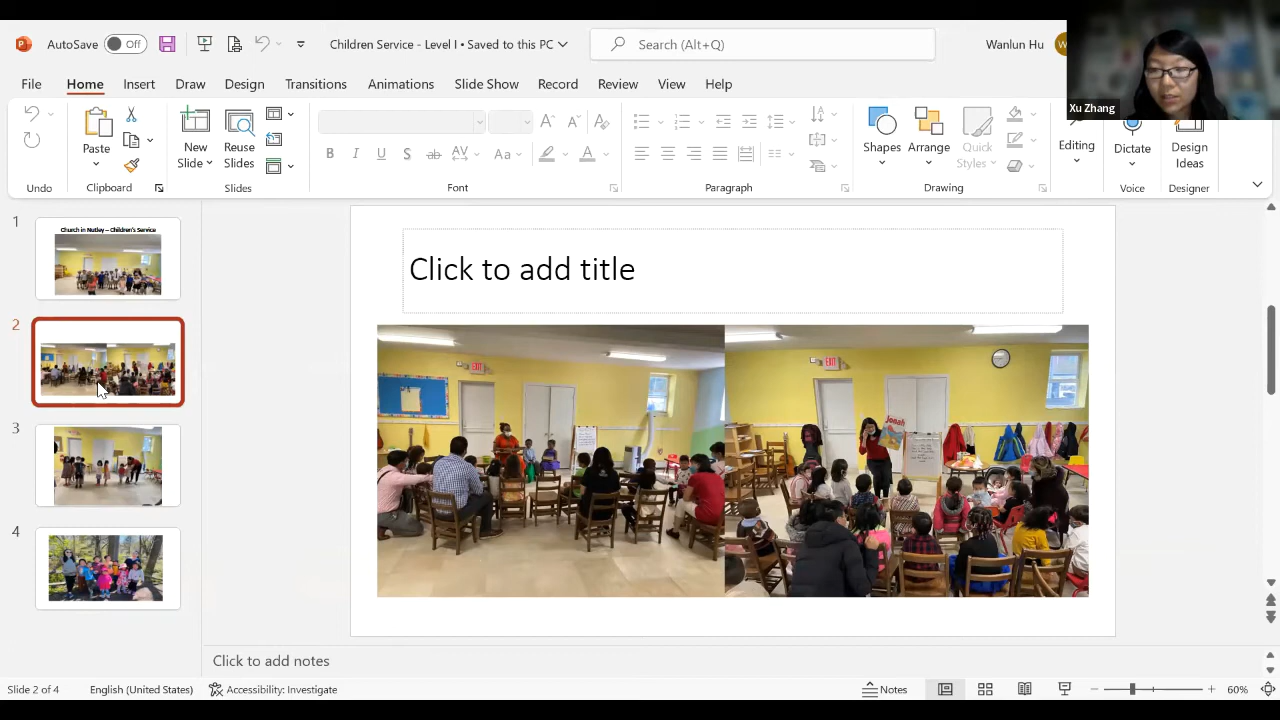 AutoSave Off Children Service - Level I • Saved to this PC Search (Alt+Q) Wanlun Hu
Xu Zhang
File Home Insert Draw Design Transitions Animations Slide Show Record Review View Help
Paste New Slide Reuse Slides Shapes Arrange Quick Styles Editing Dictate Design Ideas
Undo Clipboard Slides Font Paragraph Drawing Voice Designer
1
Church in Nutley – Children's Service
2
3
4
Click to add title
EXIT
EXIT
Jonah
Click to add notes
Slide 2 of 4 English (United States) Accessibility: Investigate Notes 60%